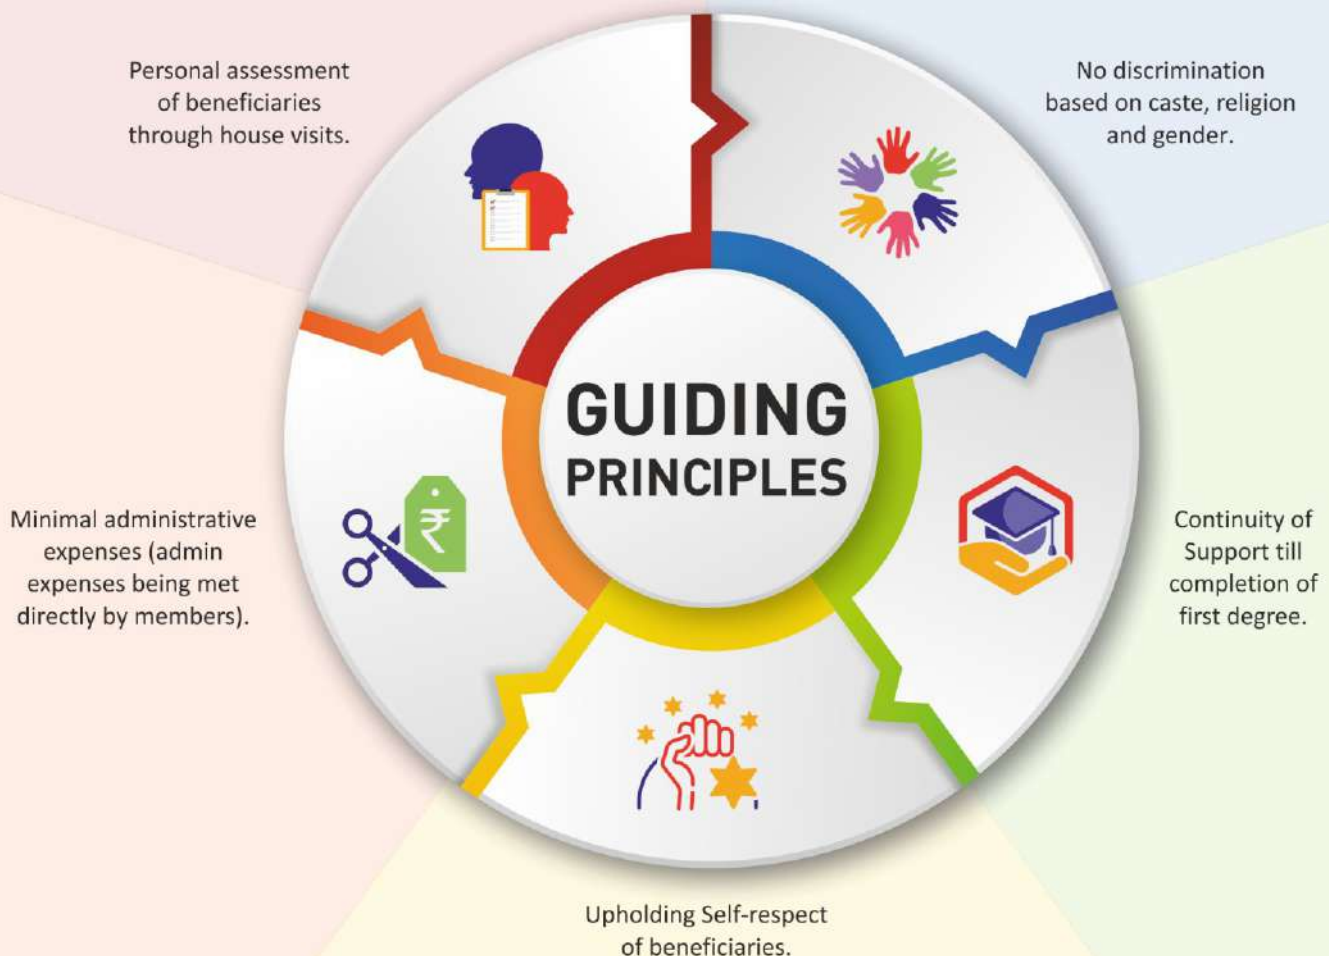 Personal assessment
of beneficiaries
through house visits.
No discrimination
based on caste, religion
and gender.
GUIDING
PRINCIPLES
₹
Minimal administrative
expenses (admin
expenses being met
directly by members).
Continuity of
Support till
completion of
first degree.
Upholding Self-respect
of beneficiaries.